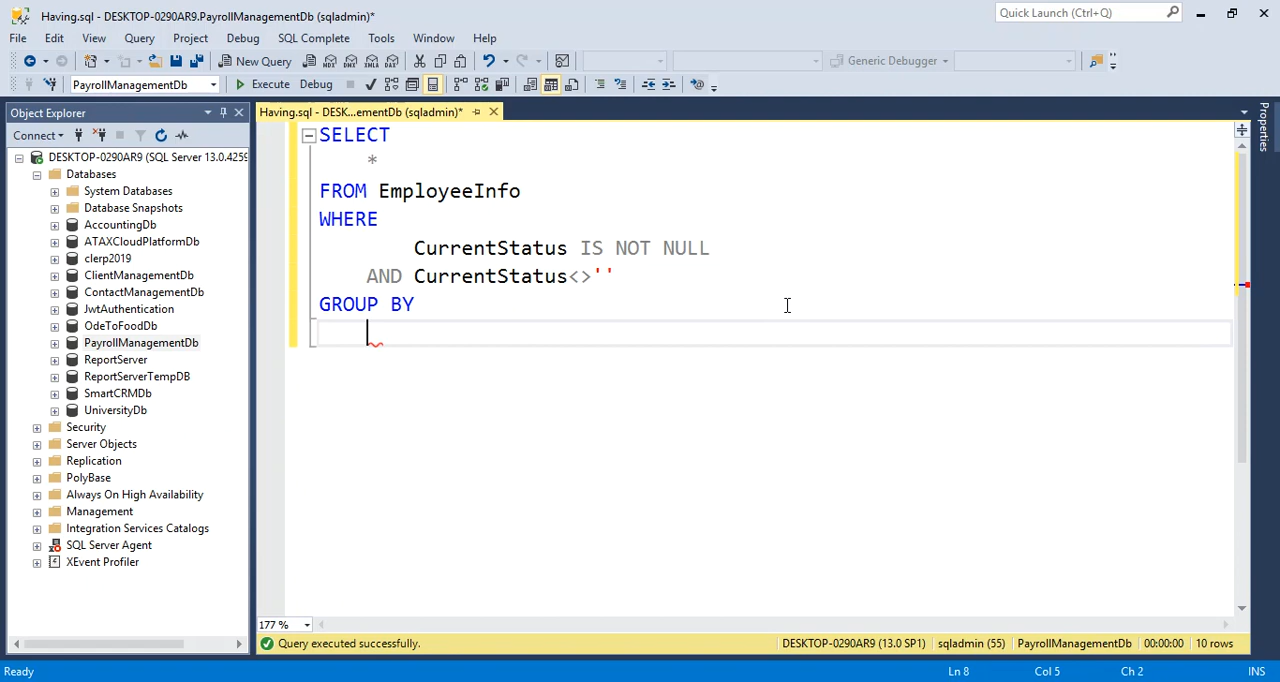 Having.sql - DESKTOP-0290AR9.PayrollManagementDb (sqladmin)*
Quick Launch (Ctrl+Q)
File Edit View Query Project Debug SQL Complete Tools Window Help
New Query
MDX DMX XMLA DAX
Generic Debugger
PayrollManagementDb
Execute Debug
Object Explorer
Having.sql - DESK...ementDb (sqladmin)*
Properties
Connect
DESKTOP-0290AR9 (SQL Server 13.0.4259
Databases
System Databases
Database Snapshots
AccountingDb
ATAXCloudPlatformDb
clerp2019
ClientManagementDb
ContactManagementDb
JwtAuthentication
OdeToFoodDb
PayrollManagementDb
ReportServer
ReportServerTempDB
SmartCRMDb
UniversityDb
Security
Server Objects
Replication
PolyBase
Always On High Availability
Management
Integration Services Catalogs
SQL Server Agent
XEvent Profiler
SELECT
*
FROM EmployeeInfo
WHERE
CurrentStatus IS NOT NULL
AND CurrentStatus<>''
GROUP BY
177 %
Query executed successfully.
DESKTOP-0290AR9 (13.0 SP1) sqladmin (55) PayrollManagementDb 00:00:00 10 rows
Ready
Ln 8 Col 5 Ch 2 INS